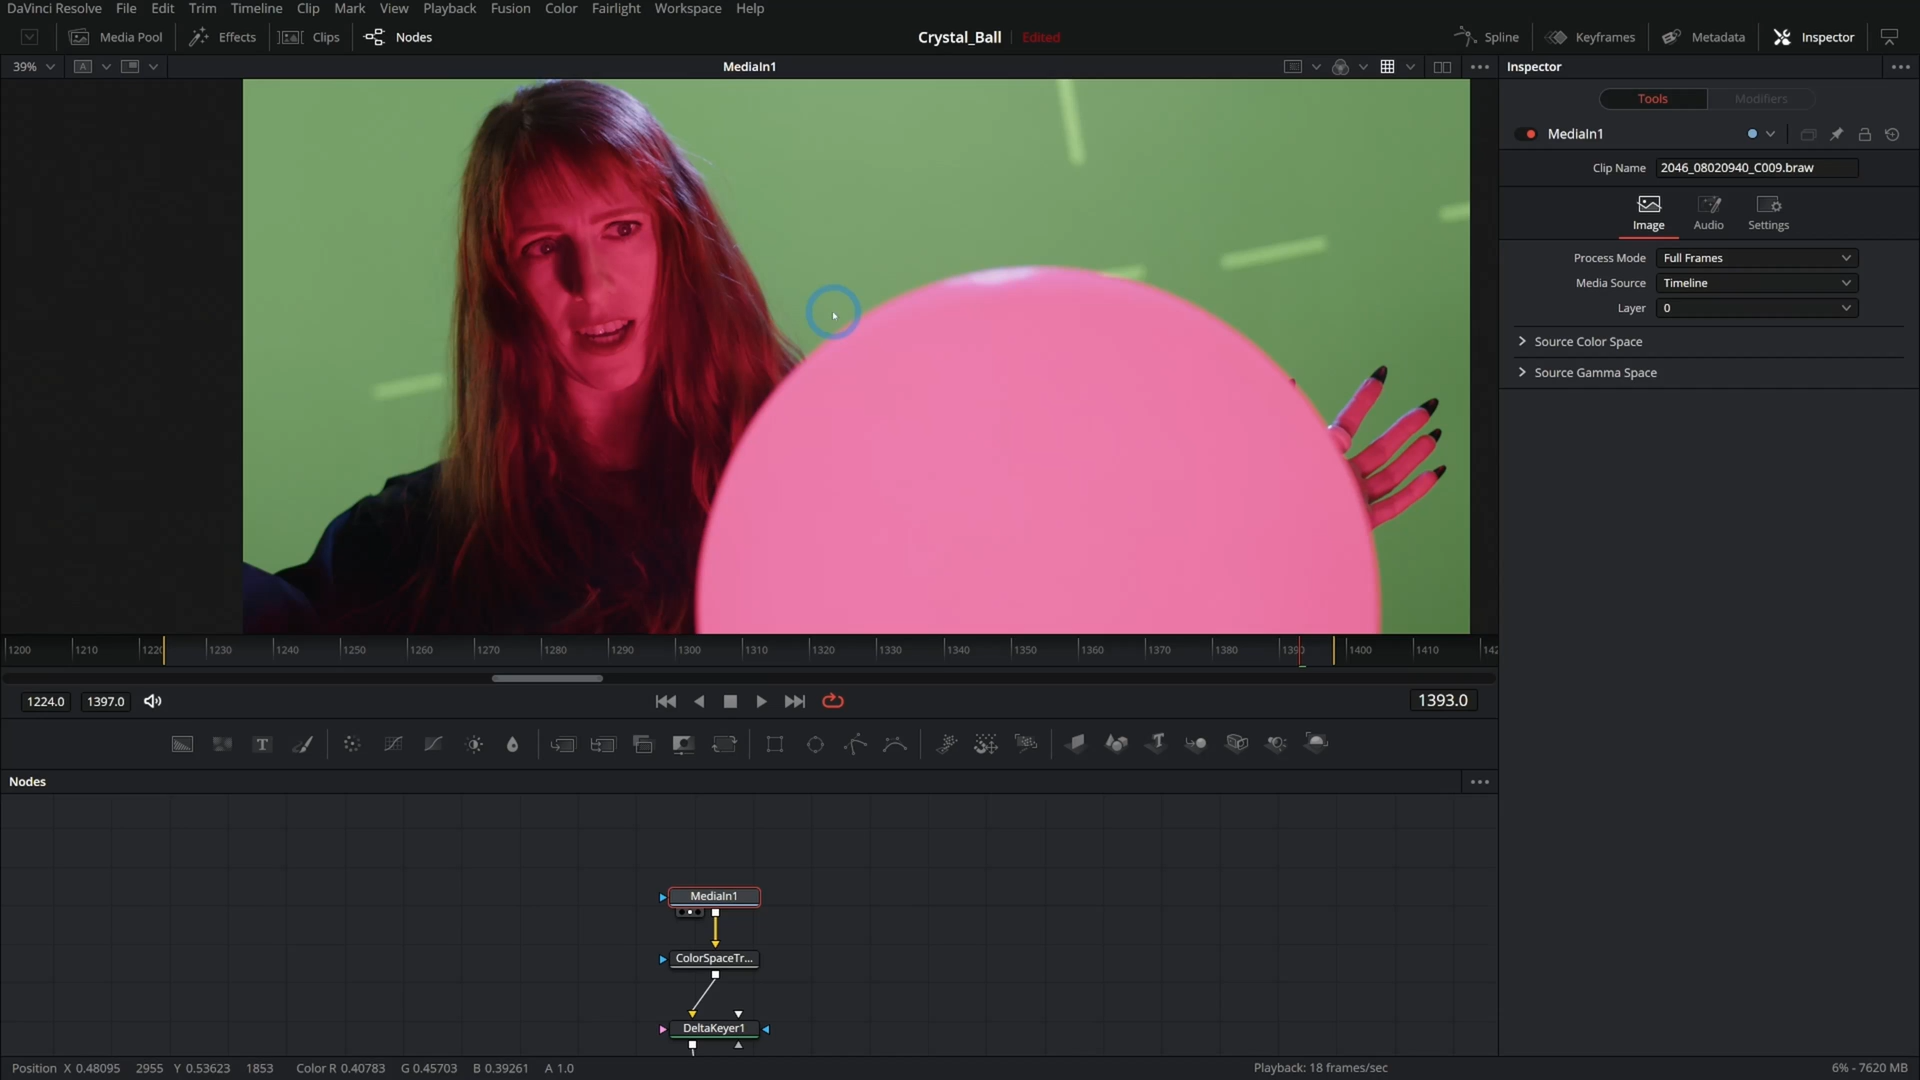 DaVinci Resolve File Edit Trim Timeline Clip Mark View Playback Fusion Color Fairlight Workspace Help
Media Pool Effects Clips Nodes Crystal_Ball Edited Spline Keyframes Metadata Inspector
39% A MediaIn1 Inspector
Tools Modifiers
MediaIn1
Clip Name 2046_08020940_C009.braw
Image Audio Settings
Process Mode Full Frames
Media Source Timeline
Layer 0
Source Color Space
Source Gamma Space
1200 1210 1220 1230 1240 1250 1260 1270 1280 1290 1300 1310 1320 1330 1340 1350 1360 1370 1380 1390 1400 1410 142
1224.0 1397.0 1393.0
T T
Nodes
MediaIn1
ColorSpaceTr...
DeltaKeyer1
Position X 0.48095 2955 Y 0.53623 1853 Color R 0.40783 G 0.45703 B 0.39261 A 1.0 Playback: 18 frames/sec 6% - 7620 MB